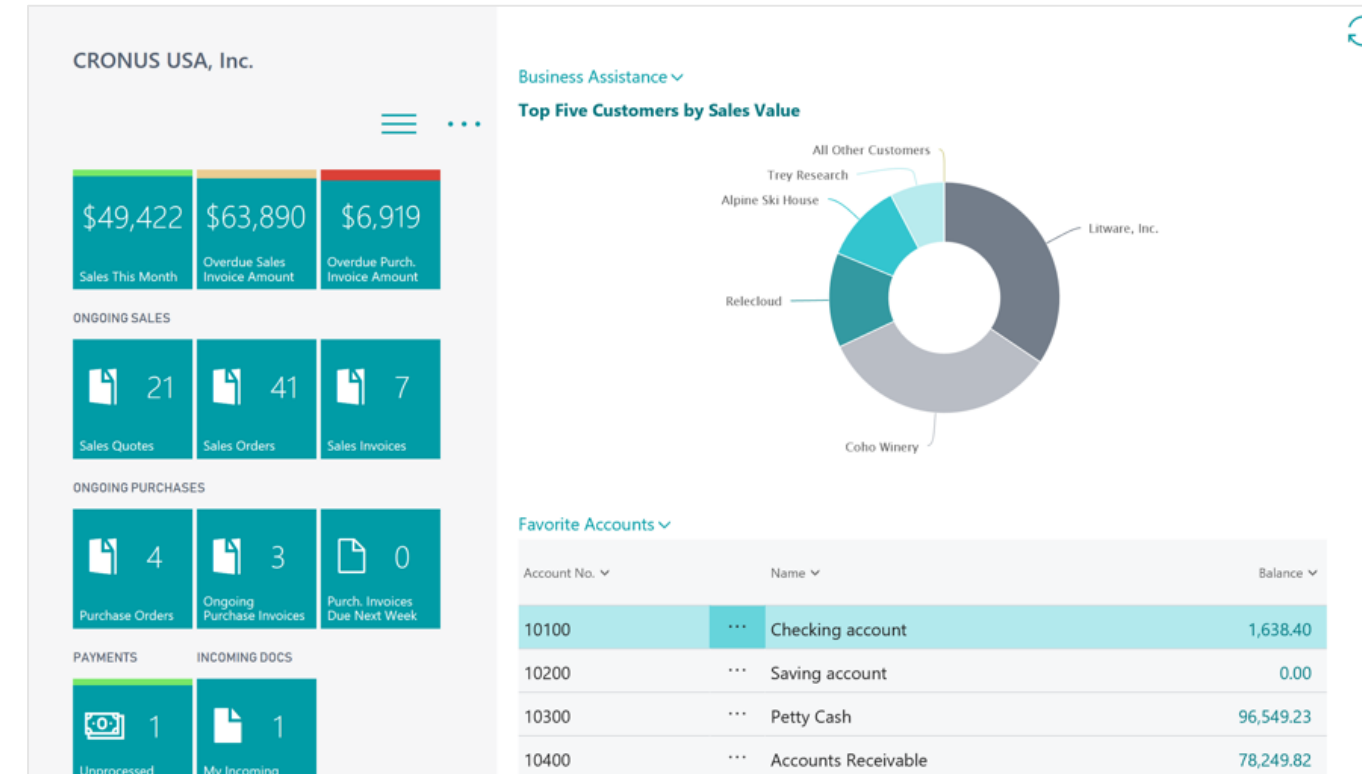 CRONUS USA, Inc.
$49,422
Sales This Month
$63,890
Overdue Sales
Invoice Amount
$6,919
Overdue Purch.
Invoice Amount
ONGOING SALES
21
Sales Quotes
41
Sales Orders
7
Sales Invoices
ONGOING PURCHASES
4
Purchase Orders
3
Ongoing
Purchase Invoices
0
Purch. Invoices
Due Next Week
PAYMENTS
1
Unprocessed
INCOMING DOCS
1
My Incoming
Business Assistance
Top Five Customers by Sales Value
All Other Customers
Trey Research
Alpine Ski House
Litware, Inc.
Relecloud
Coho Winery
Favorite Accounts
Account No. Name Balance
10100 ... Checking account 1,638.40
10200 ... Saving account 0.00
10300 ... Petty Cash 96,549.23
10400 ... Accounts Receivable 78,249.82